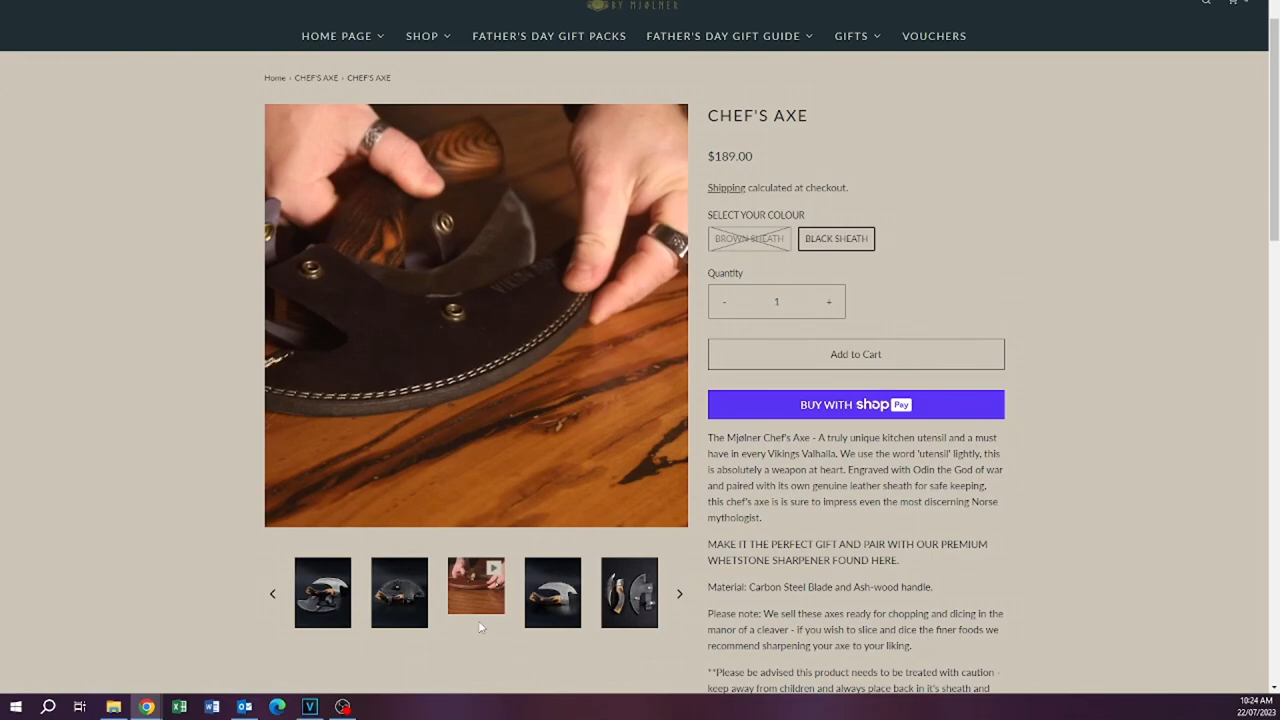 BY MJØLNER
HOME PAGE
SHOP
FATHER'S DAY GIFT PACKS
FATHER'S DAY GIFT GUIDE
GIFTS
VOUCHERS
Home › CHEF'S AXE › CHEF'S AXE
CHEF'S AXE
$189.00
Shipping calculated at checkout.
SELECT YOUR COLOUR
BROWN SHEATH
BLACK SHEATH
Quantity
- 1 +
Add to Cart
BUY WITH shop Pay
The Mjølner Chef's Axe - A truly unique kitchen utensil and a must
have in every Vikings Valhalla. We use the word 'utensil' lightly, this
is absolutely a weapon at heart. Engraved with Odin the God of war
and paired with its own genuine leather sheath for safe keeping,
this chef's axe is is sure to impress even the most discerning Norse
mythologist.
MAKE IT THE PERFECT GIFT AND PAIR WITH OUR PREMIUM
WHETSTONE SHARPENER FOUND HERE.
Material: Carbon Steel Blade and Ash-wood handle.
Please note: We sell these axes ready for chopping and dicing in the
manor of a cleaver - if you wish to slice and dice the finer foods we
recommend sharpening your axe to your liking.
**Please be advised this product needs to be treated with caution -
keep away from children and always place back in it's sheath and
10:24 AM
22/07/2023